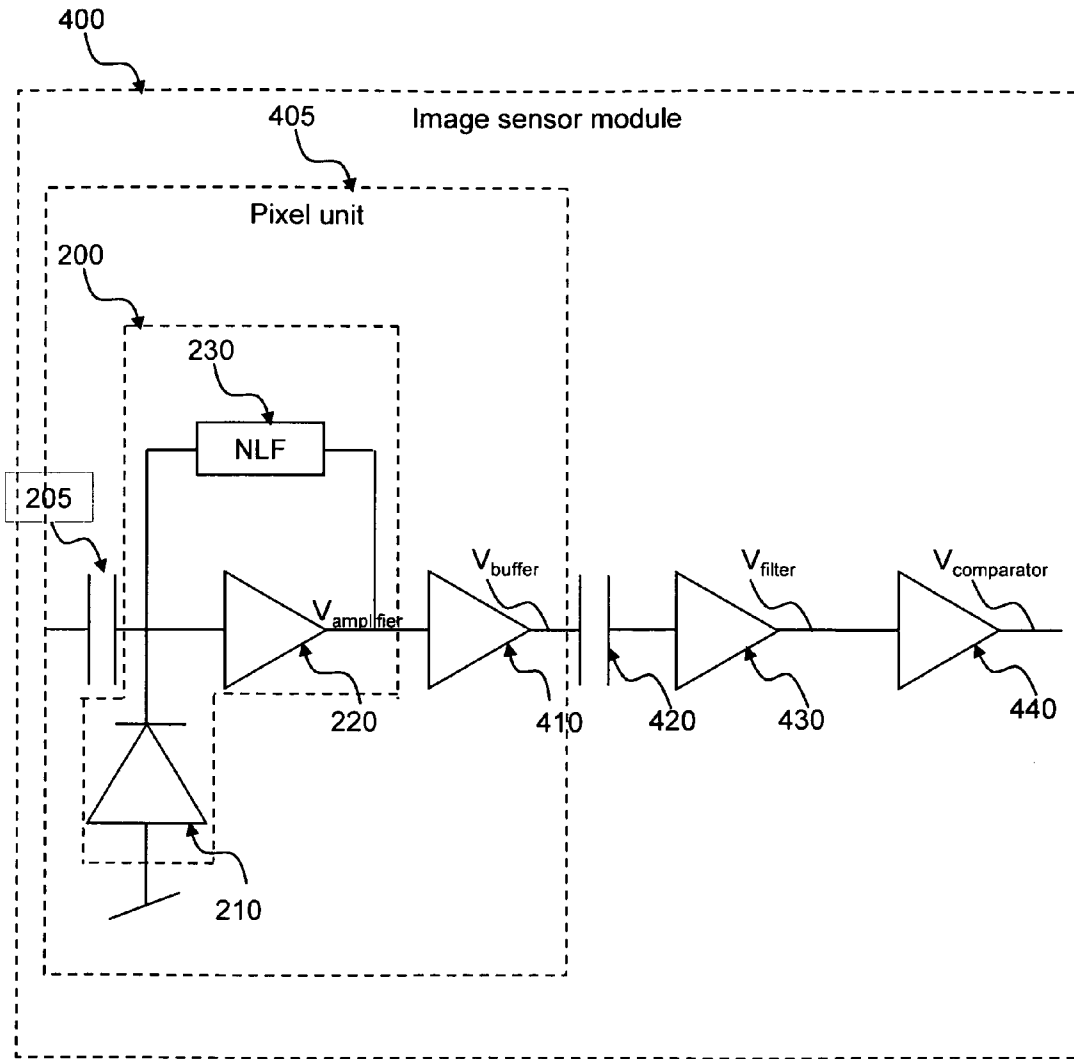 400
Image sensor module
405
Pixel unit
200
230
NLF
205
V_amplifier
V_buffer
V_filter
V_comparator
220
410
420
430
440
210